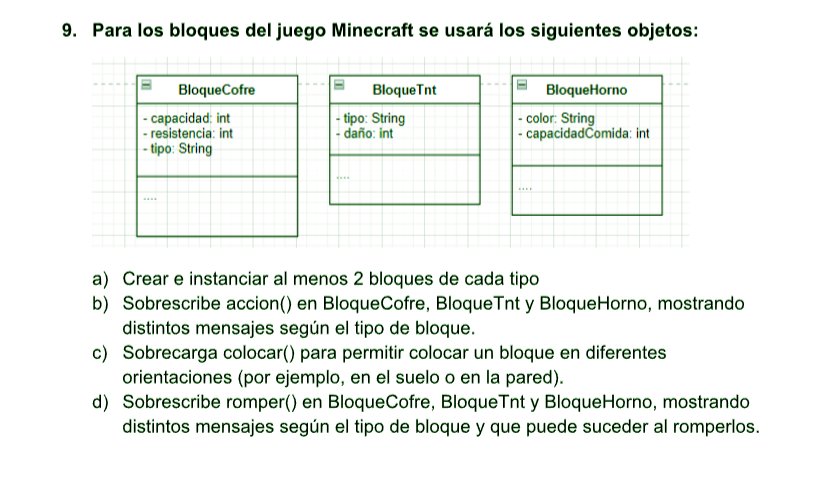 9. Para los bloques del juego Minecraft se usará los siguientes objetos:
BloqueCofre
- capacidad: int
- resistencia: int
- tipo: String
....
BloqueTnt
- tipo: String
- daño: int
....
BloqueHorno
- color: String
- capacidadComida: int
....
a) Crear e instanciar al menos 2 bloques de cada tipo
b) Sobrescribe accion() en BloqueCofre, BloqueTnt y BloqueHorno, mostrando
distintos mensajes según el tipo de bloque.
c) Sobrecarga colocar() para permitir colocar un bloque en diferentes
orientaciones (por ejemplo, en el suelo o en la pared).
d) Sobrescribe romper() en BloqueCofre, BloqueTnt y BloqueHorno, mostrando
distintos mensajes según el tipo de bloque y que puede suceder al romperlos.